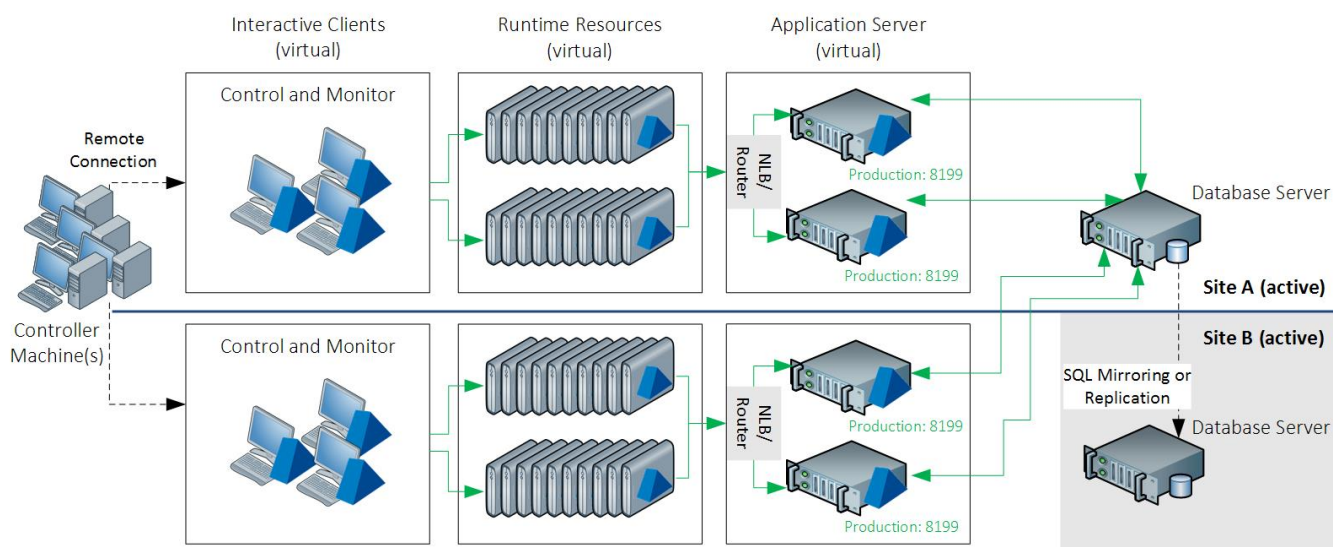 Interactive Clients
(virtual)
Runtime Resources
(virtual)
Application Server
(virtual)
Control and Monitor
Remote
Connection
NLB/
Router
Production: 8199
Production: 8199
Database Server
Site A (active)
Controller
Machine(s)
Control and Monitor
NLB/
Router
Production: 8199
Production: 8199
Site B (active)
SQL Mirroring or
Replication
Database Server